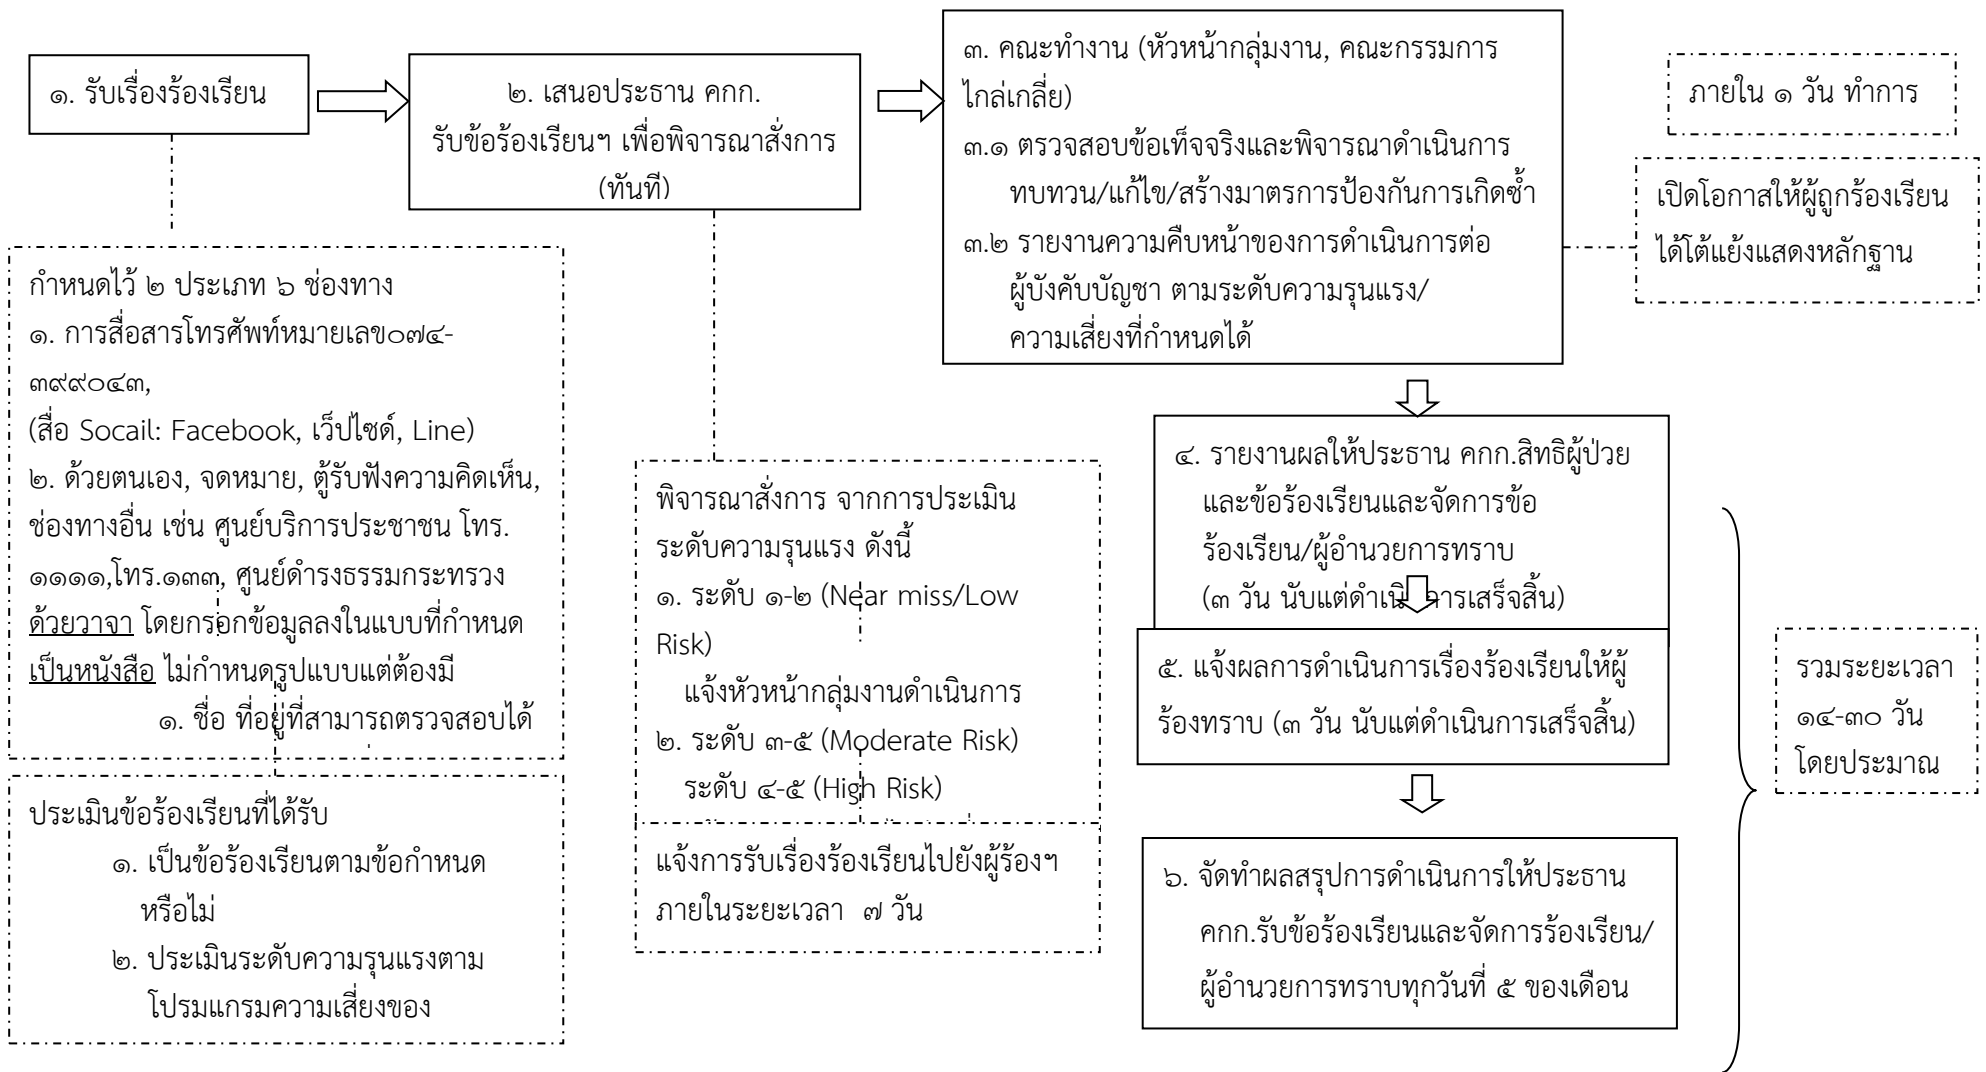 ๑. รับเรื่องร้องเรียน
๒. เสนอประธาน คกก.
รับข้อร้องเรียนฯ เพื่อพิจารณาสั่งการ
(ทันที)
๓. คณะทำงาน (หัวหน้ากลุ่มงาน, คณะกรรมการ
ไกล่เกลี่ย)
๓.๑ ตรวจสอบข้อเท็จจริงและพิจารณาดำเนินการ
ทบทวน/แก้ไข/สร้างมาตรการป้องกันการเกิดซ้ำ
๓.๒ รายงานความคืบหน้าของการดำเนินการต่อ
ผู้บังคับบัญชา ตามระดับความรุนแรง/
ความเสี่ยงที่กำหนดได้
ภายใน ๑ วัน ทำการ
เปิดโอกาสให้ผู้ถูกร้องเรียน
ได้โต้แย้งแสดงหลักฐาน
กำหนดไว้ ๒ ประเภท ๖ ช่องทาง
๑. การสื่อสารโทรศัพท์หมายเลข๐๗๔-
๓๙๙๐๔๓,
(สื่อ Socail: Facebook, เว็ปไซด์, Line)
๒. ด้วยตนเอง, จดหมาย, ตู้รับฟังความคิดเห็น,
ช่องทางอื่น เช่น ศูนย์บริการประชาชน โทร.
๑๑๑๑,โทร.๑๓๓, ศูนย์ดำรงธรรมกระทรวง
ด้วยวาจา โดยกรอกข้อมูลลงในแบบที่กำหนด
เป็นหนังสือ ไม่กำหนดรูปแบบแต่ต้องมี
๑. ชื่อ ที่อยู่ที่สามารถตรวจสอบได้
ประเมินข้อร้องเรียนที่ได้รับ
๑. เป็นข้อร้องเรียนตามข้อกำหนด
หรือไม่
๒. ประเมินระดับความรุนแรงตาม
โปรมแกรมความเสี่ยงของ
พิจารณาสั่งการ จากการประเมิน
ระดับความรุนแรง ดังนี้
๑. ระดับ ๑-๒ (Near miss/Low
Risk)
แจ้งหัวหน้ากลุ่มงานดำเนินการ
๒. ระดับ ๓-๕ (Moderate Risk)
ระดับ ๔-๕ (High Risk)
แจ้งการรับเรื่องร้องเรียนไปยังผู้ร้องฯ
ภายในระยะเวลา ๗ วัน
๔. รายงานผลให้ประธาน คกก.สิทธิผู้ป่วย
และข้อร้องเรียนและจัดการข้อ
ร้องเรียน/ผู้อำนวยการทราบ
(๓ วัน นับแต่ดำเนินการเสร็จสิ้น)
๕. แจ้งผลการดำเนินการเรื่องร้องเรียนให้ผู้
ร้องทราบ (๓ วัน นับแต่ดำเนินการเสร็จสิ้น)
๖. จัดทำผลสรุปการดำเนินการให้ประธาน
คกก.รับข้อร้องเรียนและจัดการร้องเรียน/
ผู้อำนวยการทราบทุกวันที่ ๕ ของเดือน
รวมระยะเวลา
๑๔-๓๐ วัน
โดยประมาณ